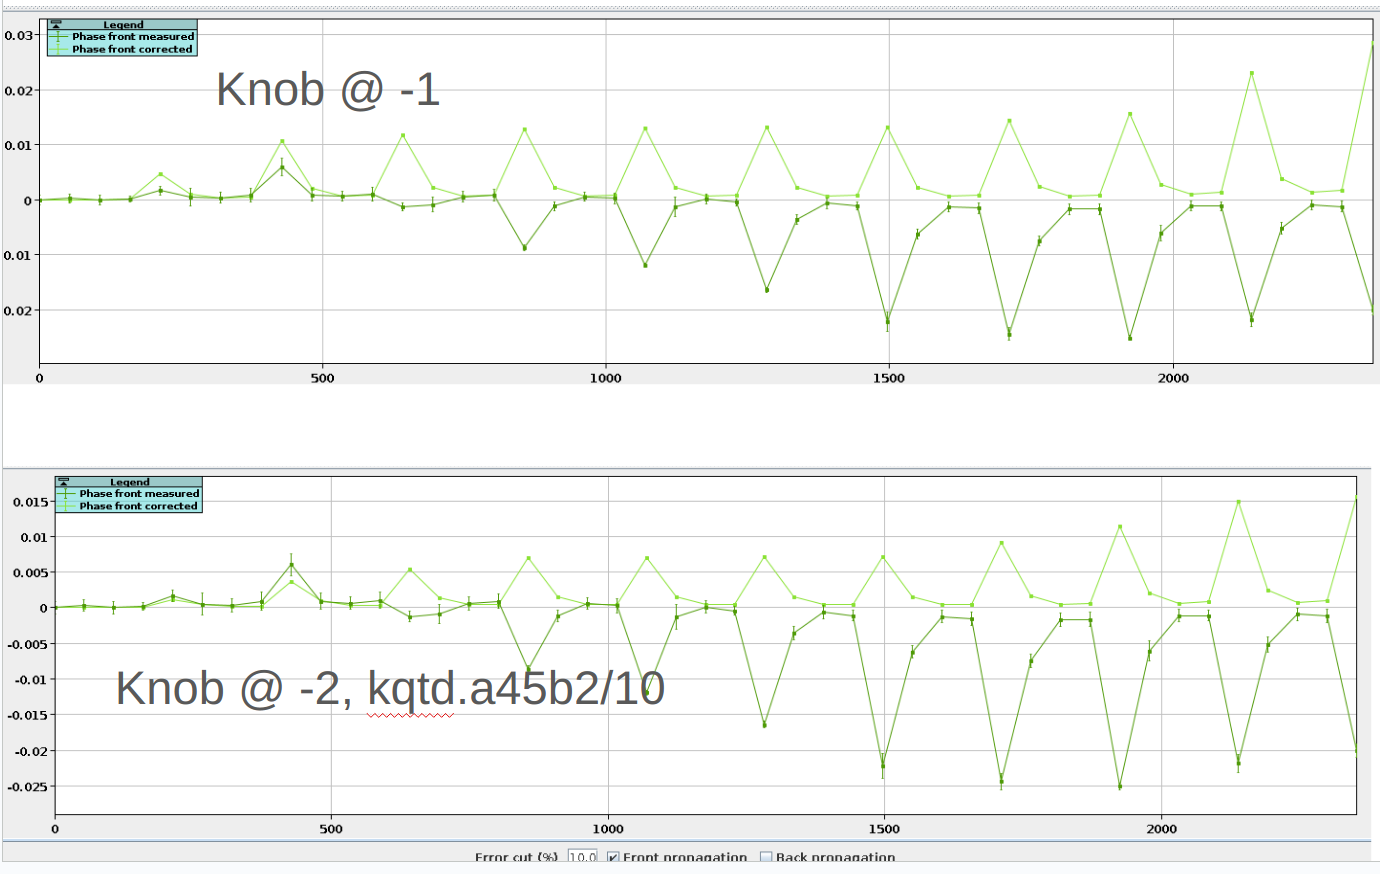 Legend
Phase front measured
Phase front corrected
Knob @ -1
0.03
0.02
0.01
0
0.01
0.02
0 500 1000 1500 2000
Legend
Phase front measured
Phase front corrected
0.015
0.01
0.005
0
-0.005
-0.01
-0.015
-0.02
-0.025
Knob @ -2, kqtd.a45b2/10
0 500 1000 1500 2000
Error cut (%) 10.0 Front propagation Back propagation